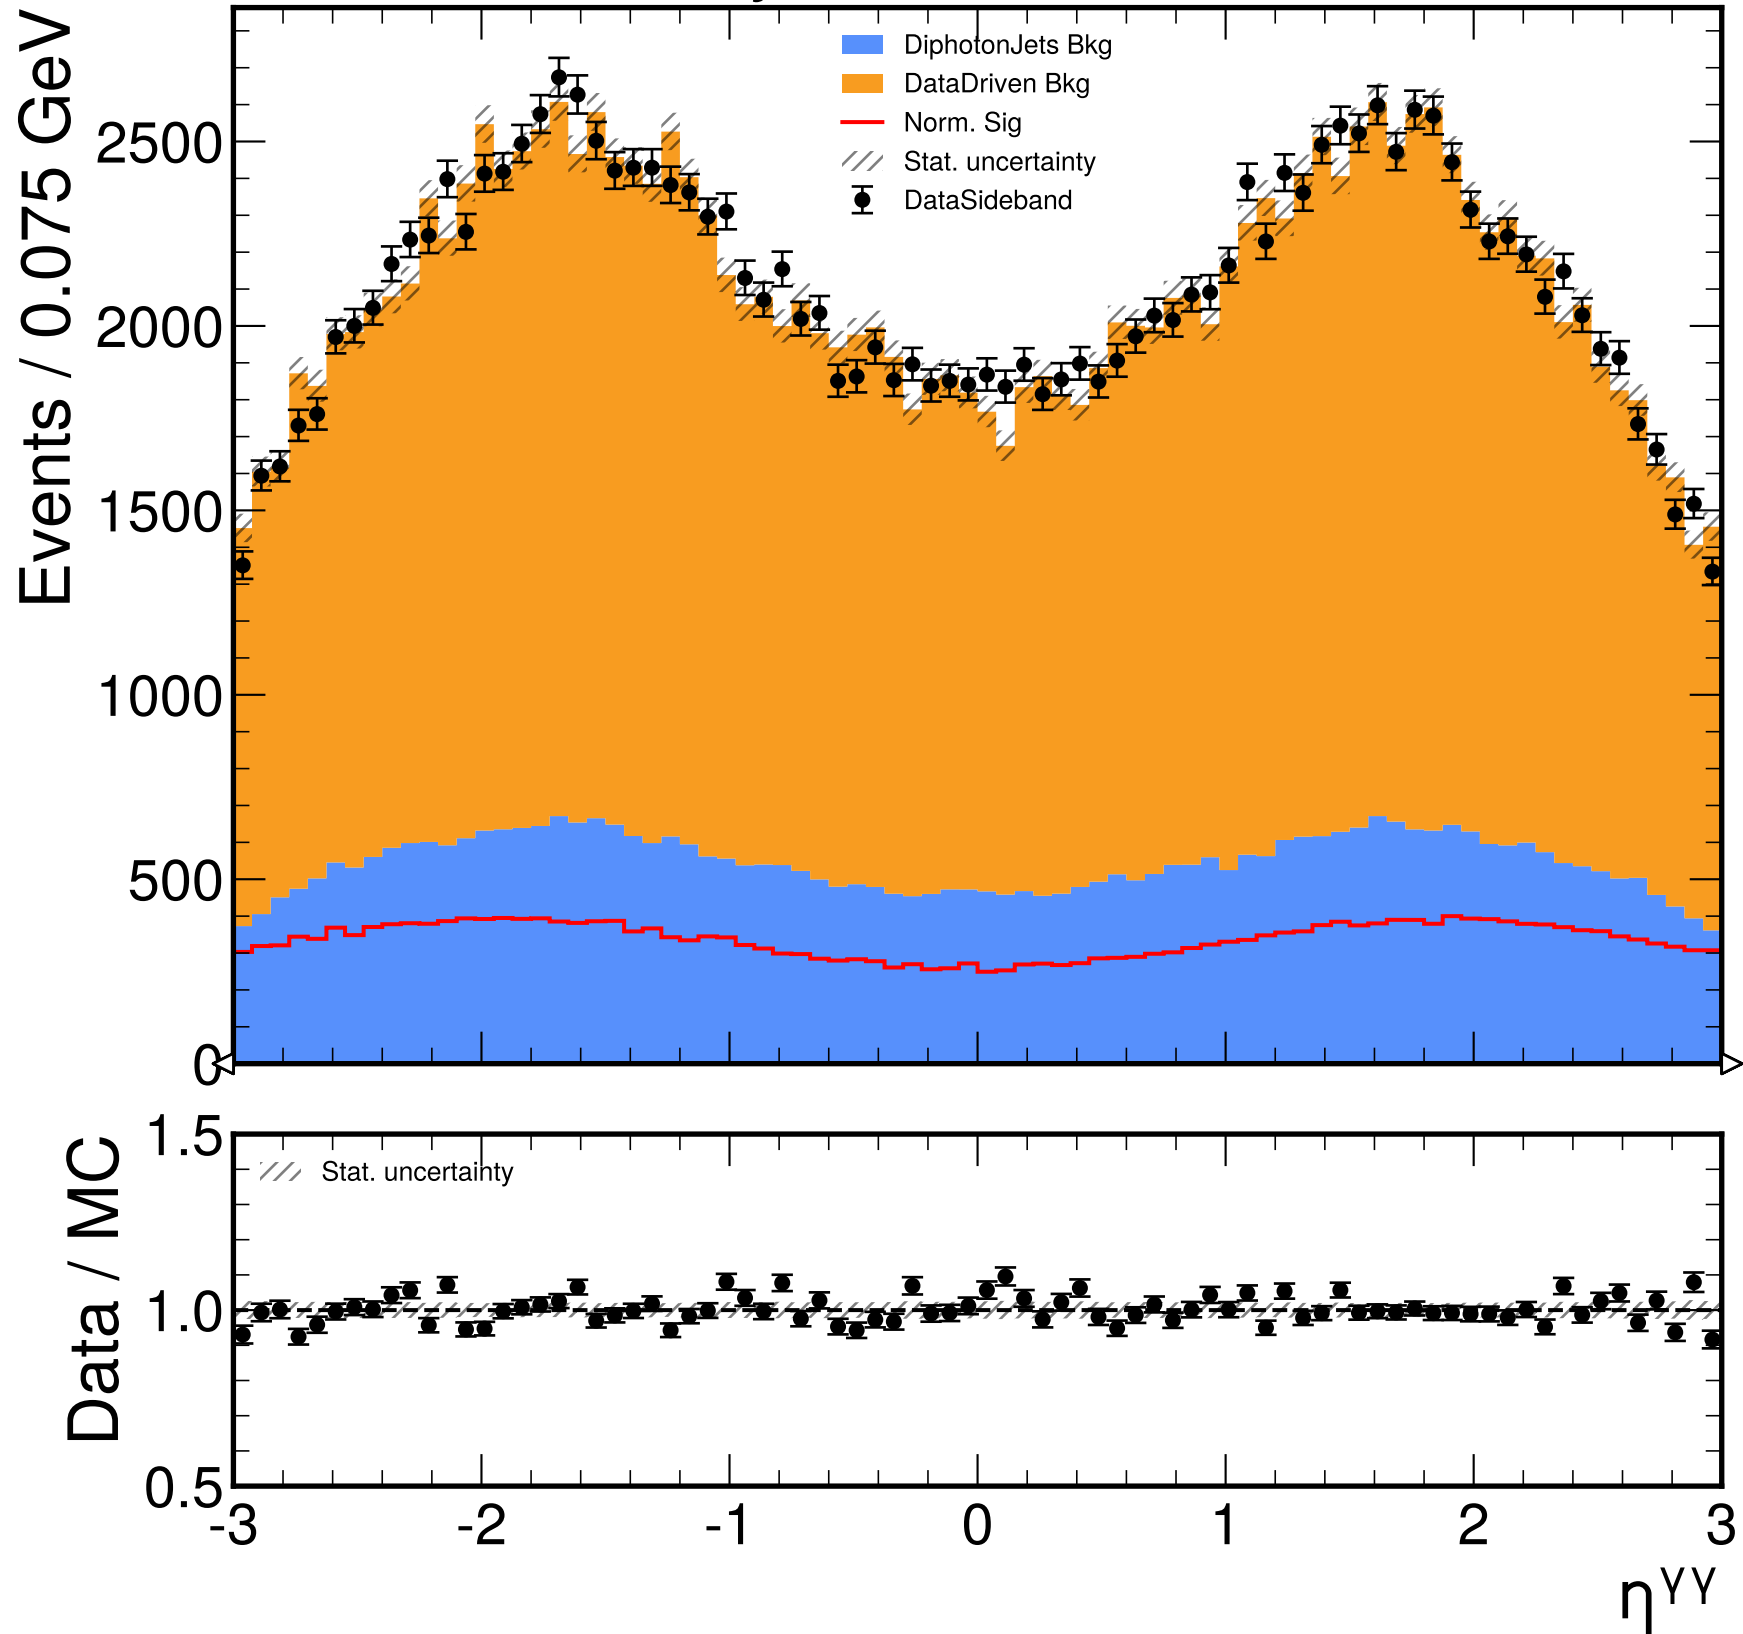 Events / 0.075 GeV
2500
2000
1500
1000
500
0
DiphotonJets Bkg
DataDriven Bkg
Norm. Sig
Stat. uncertainty
DataSideband
Data / MC
1.5
1.0
0.5
Stat. uncertainty
-3 -2 -1 0 1 2 3
η^γγ